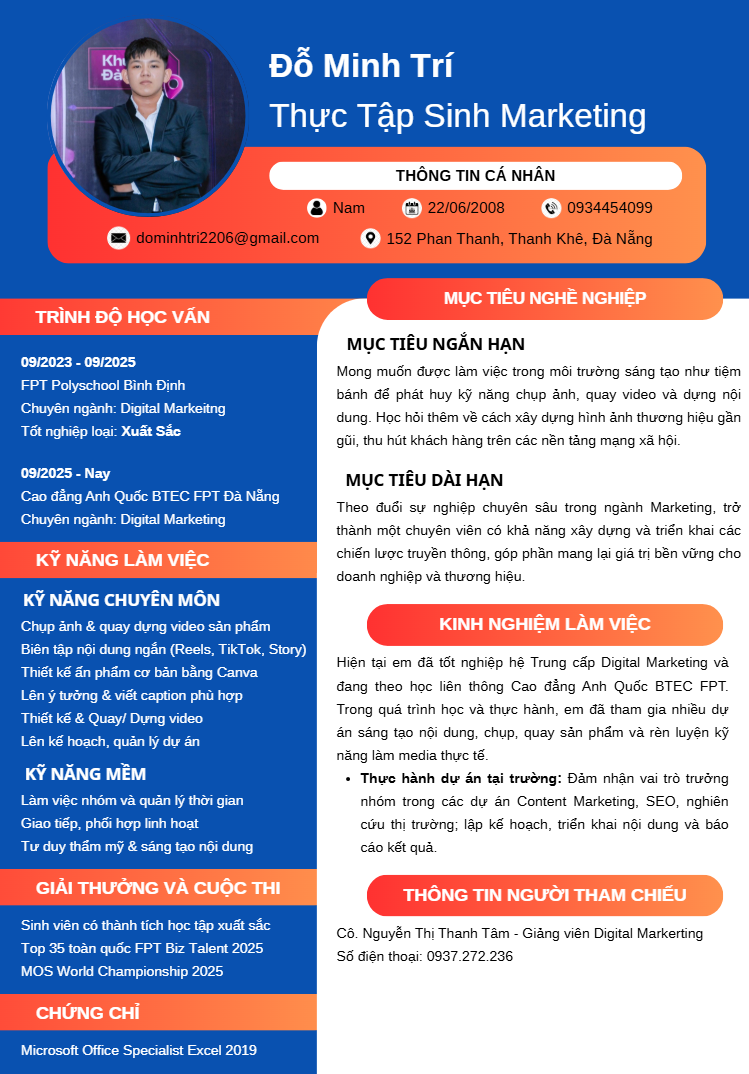 Đỗ Minh Trí
Thực Tập Sinh Marketing
THÔNG TIN CÁ NHÂN
Nam
22/06/2008
0934454099
dominhtri2206@gmail.com
152 Phan Thanh, Thanh Khê, Đà Nẵng
TRÌNH ĐỘ HỌC VẤN
09/2023 - 09/2025
FPT Polyschool Bình Định
Chuyên ngành: Digital Markeitng
Tốt nghiệp loại: Xuất Sắc
09/2025 - Nay
Cao đẳng Anh Quốc BTEC FPT Đà Nẵng
Chuyên ngành: Digital Marketing
KỸ NĂNG LÀM VIỆC
KỸ NĂNG CHUYÊN MÔN
Chụp ảnh & quay dựng video sản phẩm
Biên tập nội dung ngắn (Reels, TikTok, Story)
Thiết kế ấn phẩm cơ bản bằng Canva
Lên ý tưởng & viết caption phù hợp
Thiết kế & Quay/ Dựng video
Lên kế hoạch, quản lý dự án
KỸ NĂNG MỀM
Làm việc nhóm và quản lý thời gian
Giao tiếp, phối hợp linh hoạt
Tư duy thẩm mỹ & sáng tạo nội dung
GIẢI THƯỞNG VÀ CUỘC THI
Sinh viên có thành tích học tập xuất sắc
Top 35 toàn quốc FPT Biz Talent 2025
MOS World Championship 2025
CHỨNG CHỈ
Microsoft Office Specialist Excel 2019
MỤC TIÊU NGHỀ NGHIỆP
MỤC TIÊU NGẮN HẠN
Mong muốn được làm việc trong môi trường sáng tạo như tiệm
bánh để phát huy kỹ năng chụp ảnh, quay video và dựng nội
dung. Học hỏi thêm về cách xây dựng hình ảnh thương hiệu gần
gũi, thu hút khách hàng trên các nền tảng mạng xã hội.
MỤC TIÊU DÀI HẠN
Theo đuổi sự nghiệp chuyên sâu trong ngành Marketing, trở
thành một chuyên viên có khả năng xây dựng và triển khai các
chiến lược truyền thông, góp phần mang lại giá trị bền vững cho
doanh nghiệp và thương hiệu.
KINH NGHIỆM LÀM VIỆC
Hiện tại em đã tốt nghiệp hệ Trung cấp Digital Marketing và
đang theo học liên thông Cao đẳng Anh Quốc BTEC FPT.
Trong quá trình học và thực hành, em đã tham gia nhiều dự
án sáng tạo nội dung, chụp, quay sản phẩm và rèn luyện kỹ
năng làm media thực tế.
• Thực hành dự án tại trường: Đảm nhận vai trò trưởng
nhóm trong các dự án Content Marketing, SEO, nghiên
cứu thị trường; lập kế hoạch, triển khai nội dung và báo
cáo kết quả.
THÔNG TIN NGƯỜI THAM CHIẾU
Cô. Nguyễn Thị Thanh Tâm - Giảng viên Digital Markerting
Số điện thoại: 0937.272.236